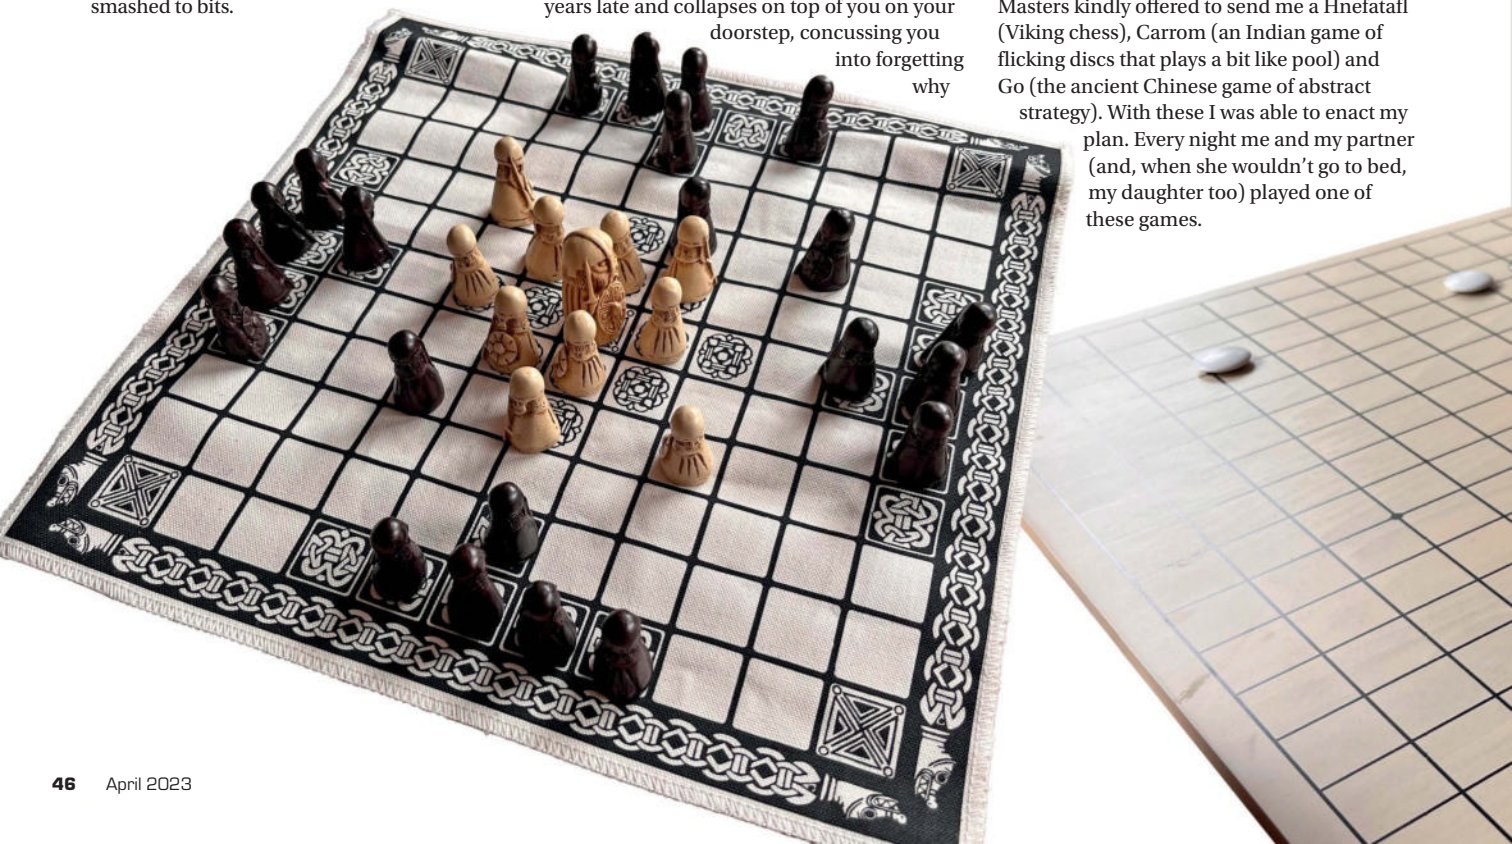 smashed to bits.
years late and collapses on top of you on your
doorstep, concussing you
into forgetting
why
Masters kindly offered to send me a Hnefatafl
(Viking chess), Carrom (an Indian game of
flicking discs that plays a bit like pool) and
Go (the ancient Chinese game of abstract
strategy). With these I was able to enact my
plan. Every night me and my partner
(and, when she wouldn’t go to bed,
my daughter too) played one of
these games.
46 April 2023